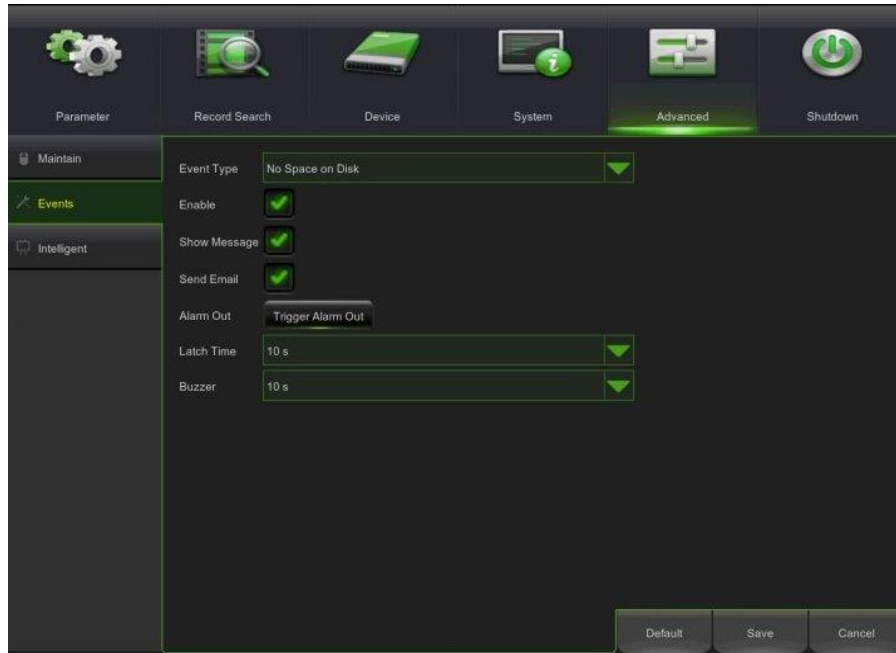 Parameter Record Search Device System Advanced Shutdown
Maintain
Events
Intelligent
Event Type No Space on Disk
Enable
Show Message
Send Email
Alarm Out Trigger Alarm Out
Latch Time 10 s
Buzzer 10 s
Default Save Cancel